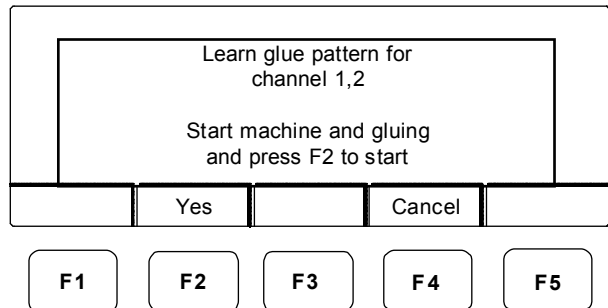 Learn glue pattern for
channel 1,2
Start machine and gluing
and press F2 to start
Yes Cancel
F1 F2 F3 F4 F5